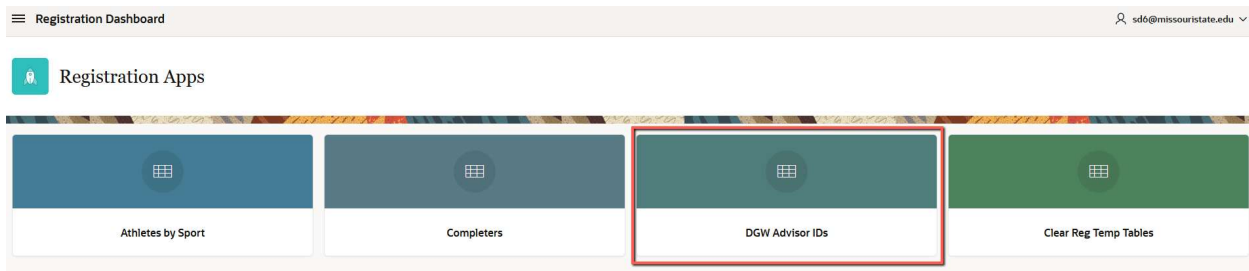 Registration Dashboard
sd6@missouristate.edu
Registration Apps
Athletes by Sport
Completers
DGW Advisor IDs
Clear Reg Temp Tables